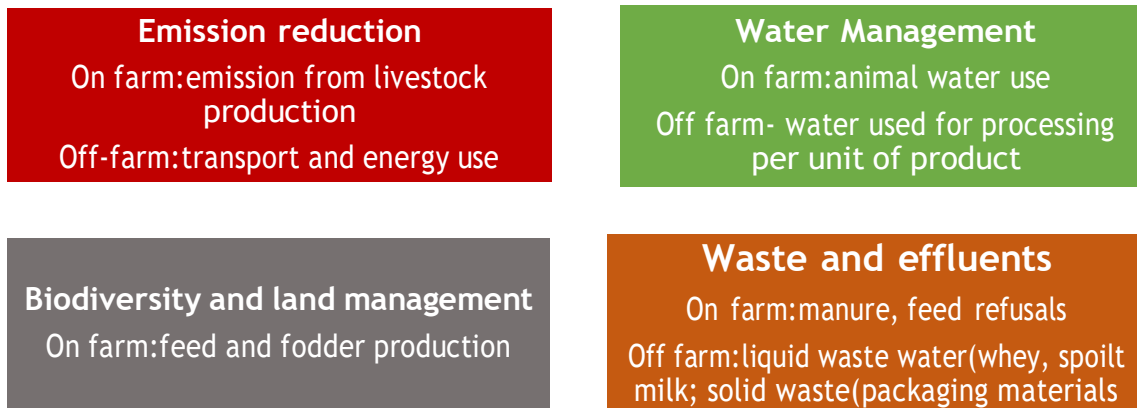 Emission reduction
On farm:emission from livestock
production
Off-farm:transport and energy use
Water Management
On farm:animal water use
Off farm- water used for processing
per unit of product
Biodiversity and land management
On farm:feed and fodder production
Waste and effluents
On farm:manure, feed refusals
Off farm:liquid waste water(whey, spoilt
milk; solid waste(packaging materials